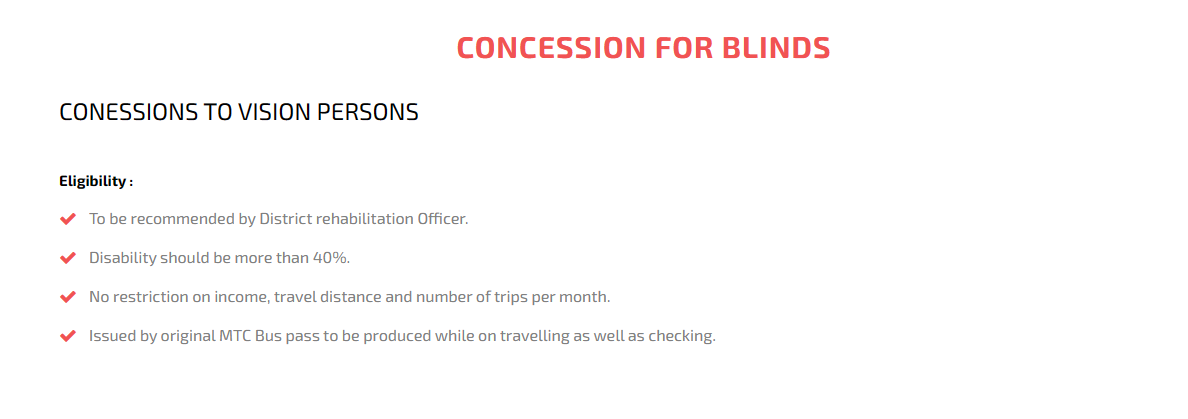 CONCESSION FOR BLINDS
CONESSIONS TO VISION PERSONS
Eligibility :
To be recommended by District rehabilitation Officer.
Disability should be more than 40%.
No restriction on income, travel distance and number of trips per month.
Issued by original MTC Bus pass to be produced while on travelling as well as checking.